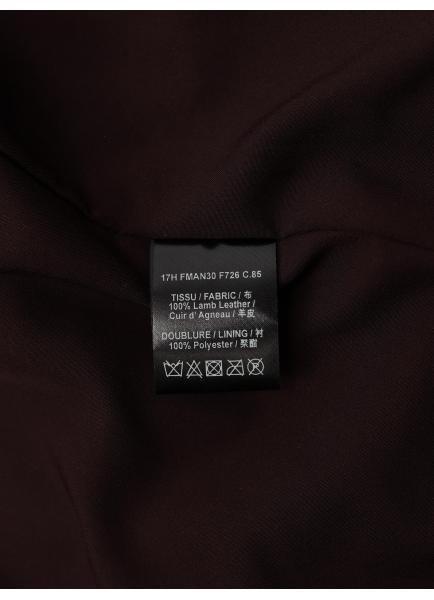 17H FMAN30 F726 C.85
TISSU / FABRIC / 布
100% Lamb Leather /
Cuir d' Agneau / 羊皮
DOUBLURE / LINING / 衬
100% Polyester / 聚酯